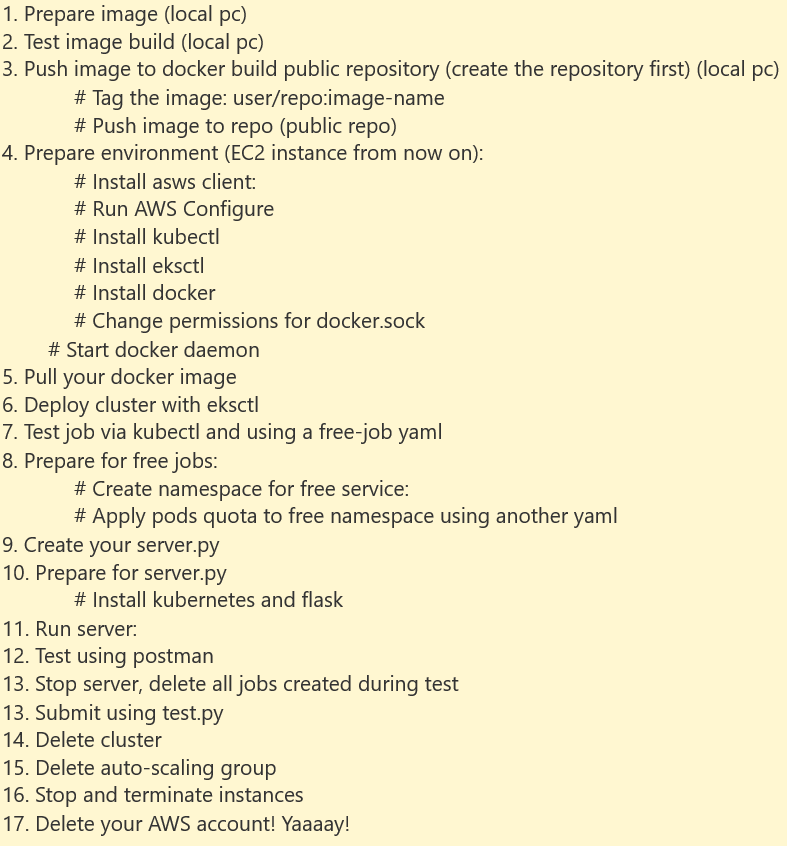 1. Prepare image (local pc)
2. Test image build (local pc)
3. Push image to docker build public repository (create the repository first) (local pc)
# Tag the image: user/repo:image-name
# Push image to repo (public repo)
4. Prepare environment (EC2 instance from now on):
# Install asws client:
# Run AWS Configure
# Install kubectl
# Install eksctl
# Install docker
# Change permissions for docker.sock
# Start docker daemon
5. Pull your docker image
6. Deploy cluster with eksctl
7. Test job via kubectl and using a free-job yaml
8. Prepare for free jobs:
# Create namespace for free service:
# Apply pods quota to free namespace using another yaml
9. Create your server.py
10. Prepare for server.py
# Install kubernetes and flask
11. Run server:
12. Test using postman
13. Stop server, delete all jobs created during test
13. Submit using test.py
14. Delete cluster
15. Delete auto-scaling group
16. Stop and terminate instances
17. Delete your AWS account! Yaaaay!